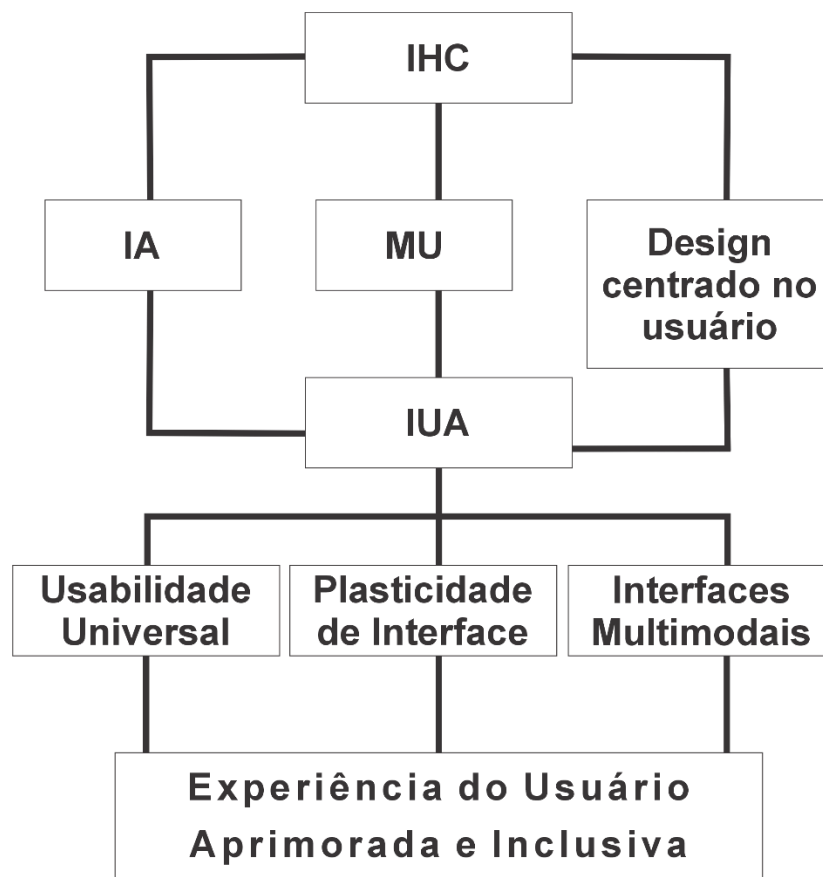 IHC
IA
MU
Design
centrado no
usuário
IUA
Usabilidade
Universal
Plasticidade
de Interface
Interfaces
Multimodais
Experiência do Usuário
Aprimorada e Inclusiva